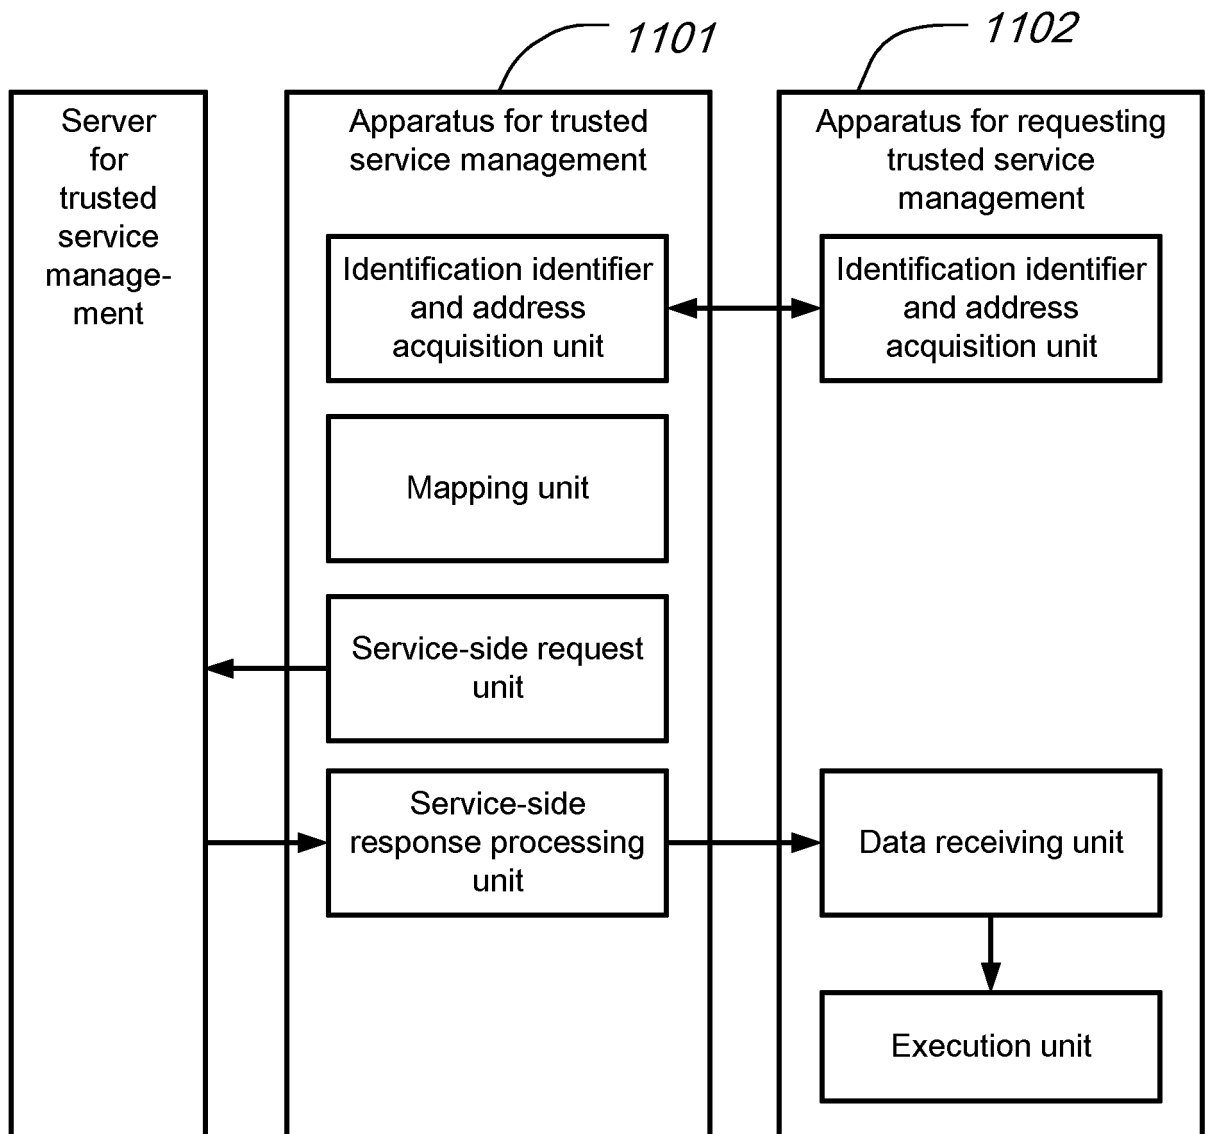 1101
1102
Server
for
trusted
service
manage-
ment
Apparatus for trusted
service management
Identification identifier
and address
acquisition unit
Mapping unit
Service-side request
unit
Service-side
response processing
unit
Apparatus for requesting
trusted service
management
Identification identifier
and address
acquisition unit
Data receiving unit
Execution unit